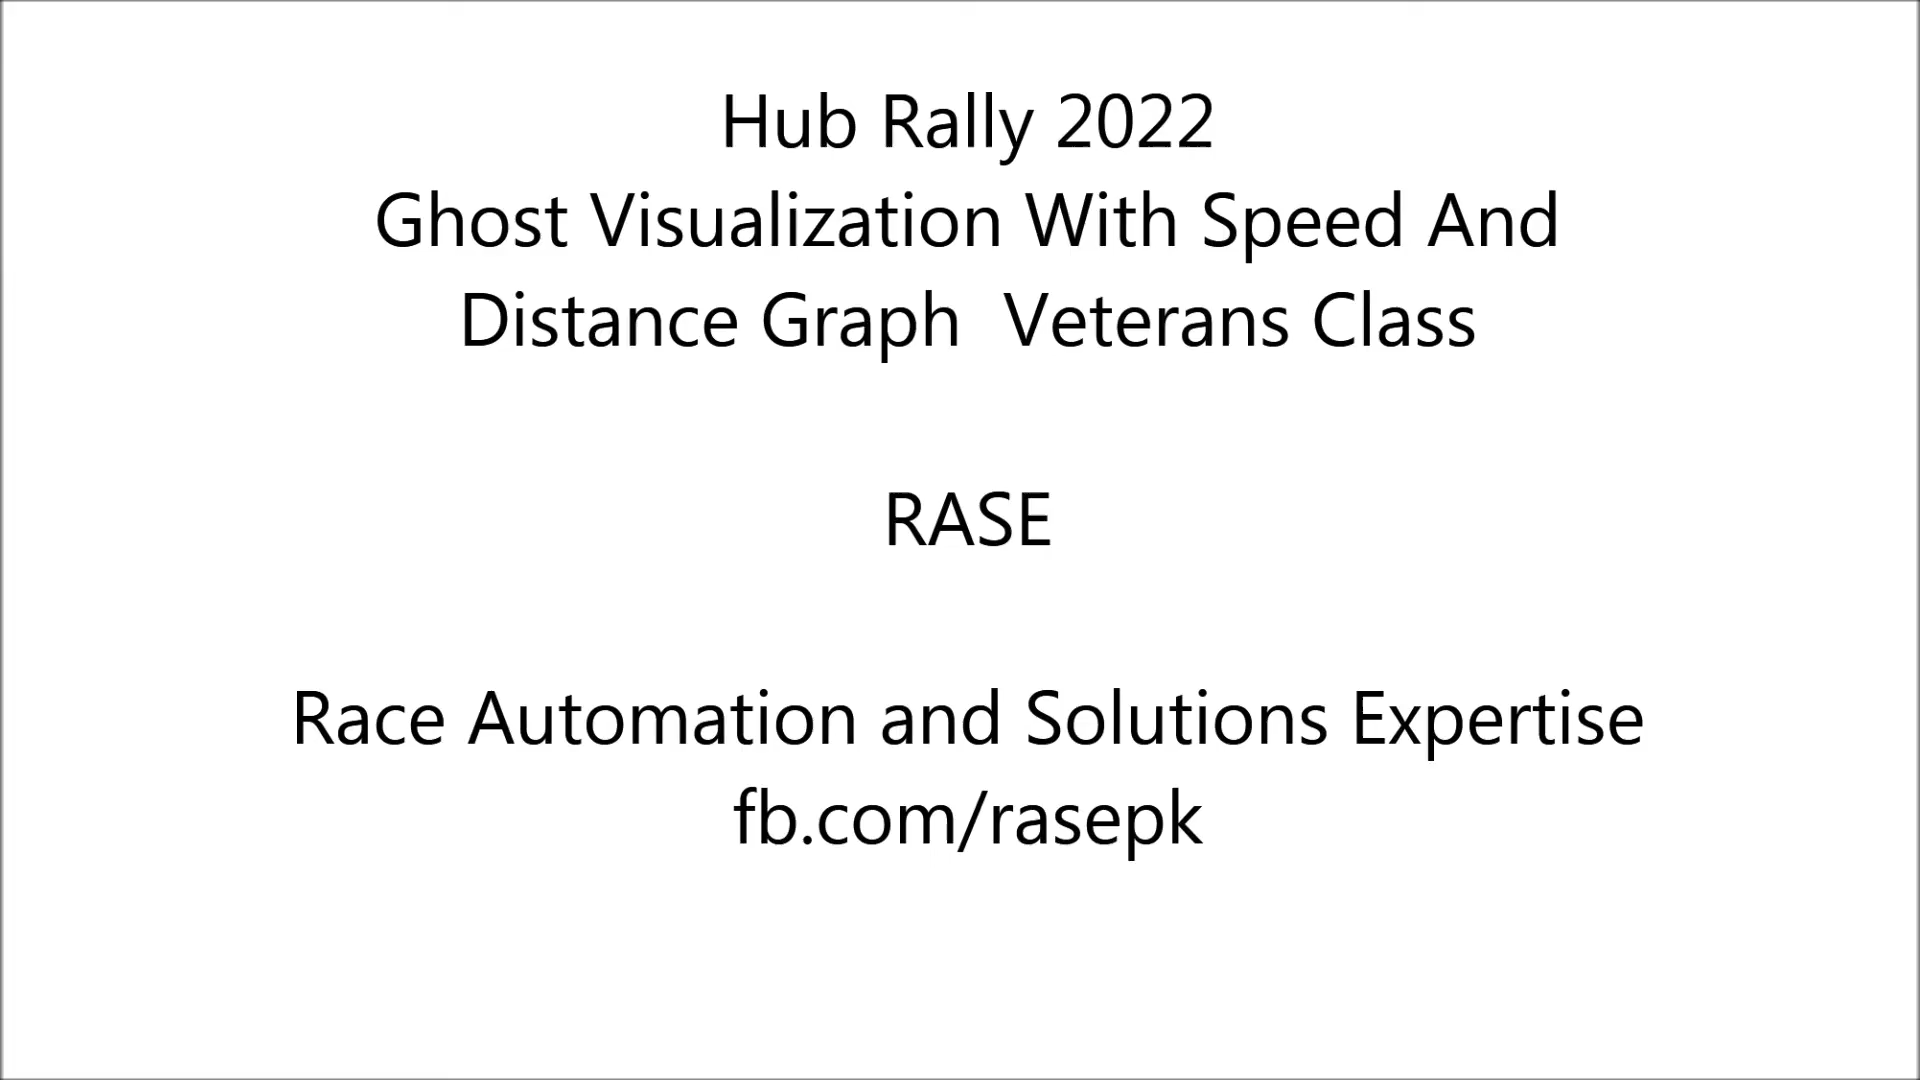 Hub Rally 2022
Ghost Visualization With Speed And
Distance Graph  Veterans Class
RASE
Race Automation and Solutions Expertise
fb.com/rasepk